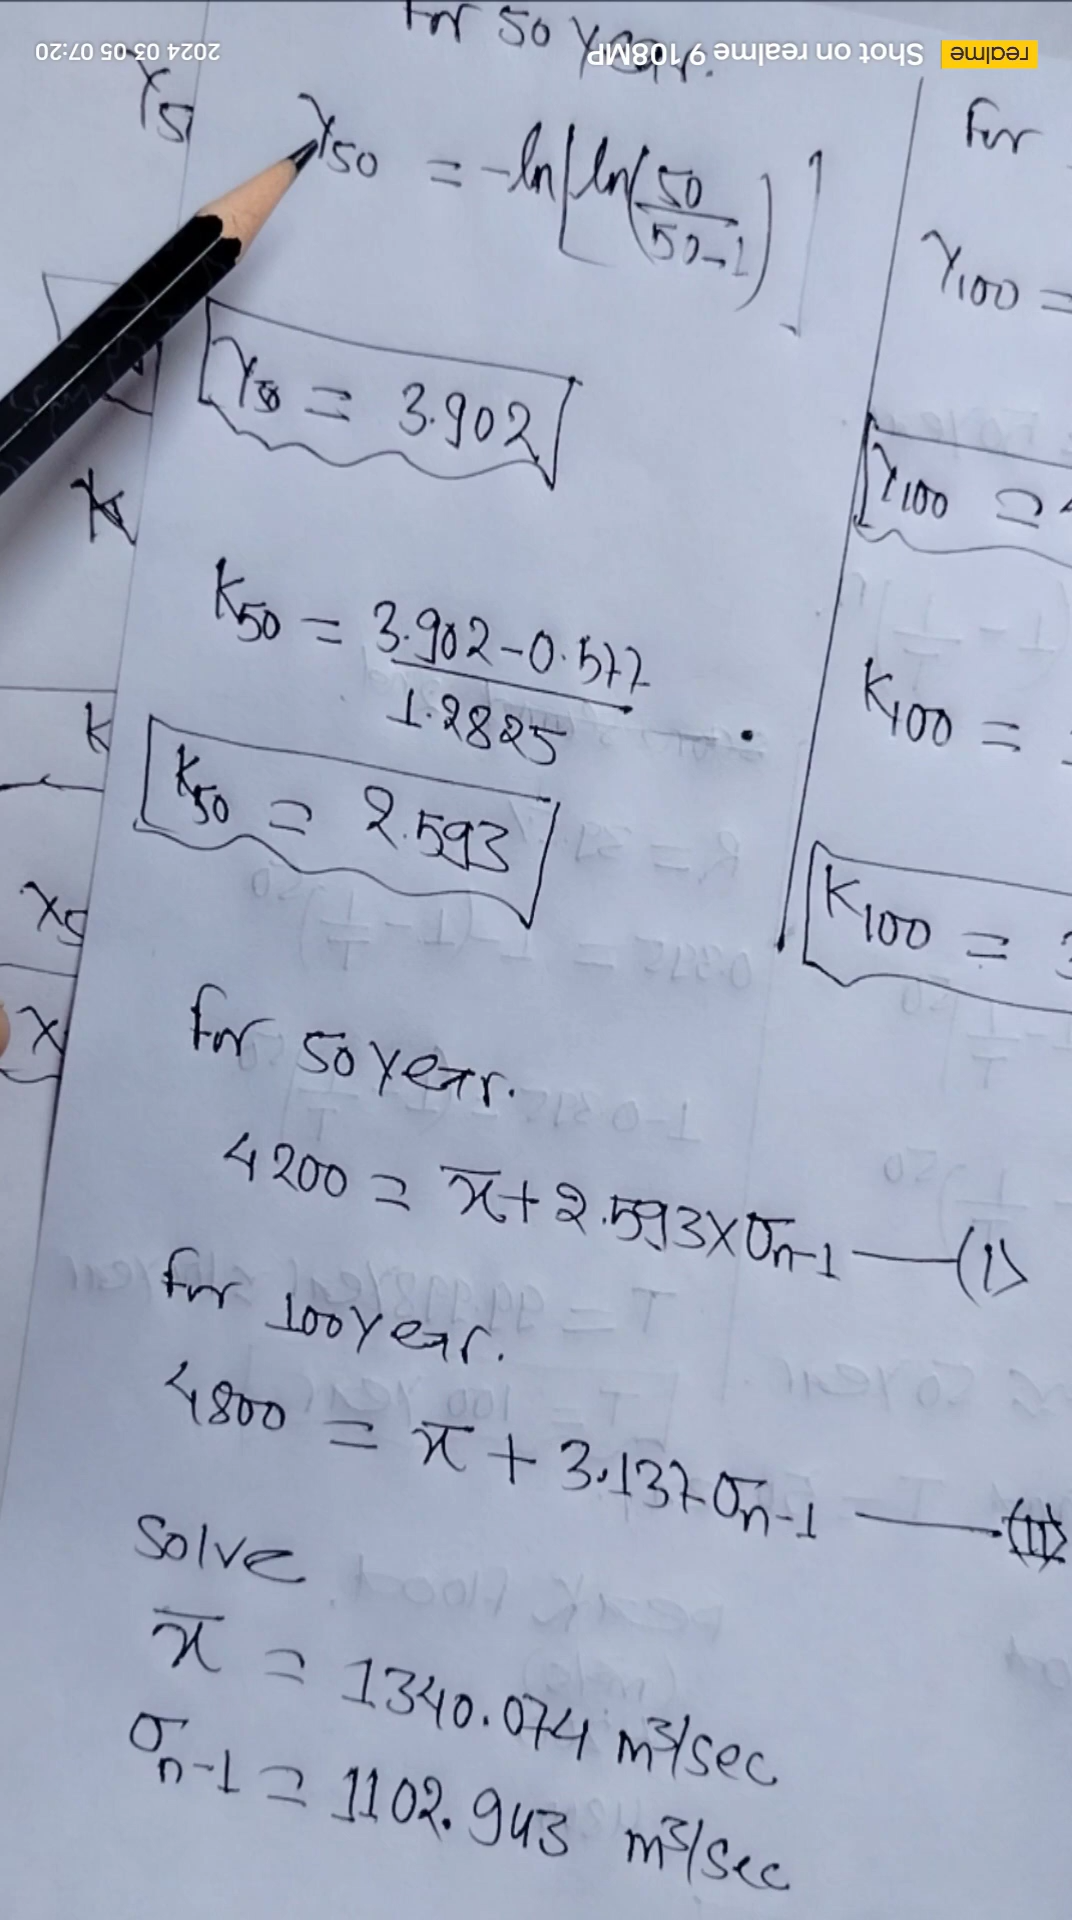 For 50 Year.
realme Shot on realme 9 108MP
2024 03 05 07:20
Y5
Y50 = -ln[ln(50/50-1)]
Y50 = 3.902
K50 = 3.902-0.577/1.2825
K50 = 2.593
For
Y100 =
Y100 =
K100 =
K100 = 3
K
X5
X
For 50 Year.
4200 = x̄ + 2.593×σn-1 —(I)
For 100 Year.
4800 = x̄ + 3.137σn-1 —(II)
Solve
x̄ = 1340.074 m³/sec
σn-1 = 1102.943 m³/sec